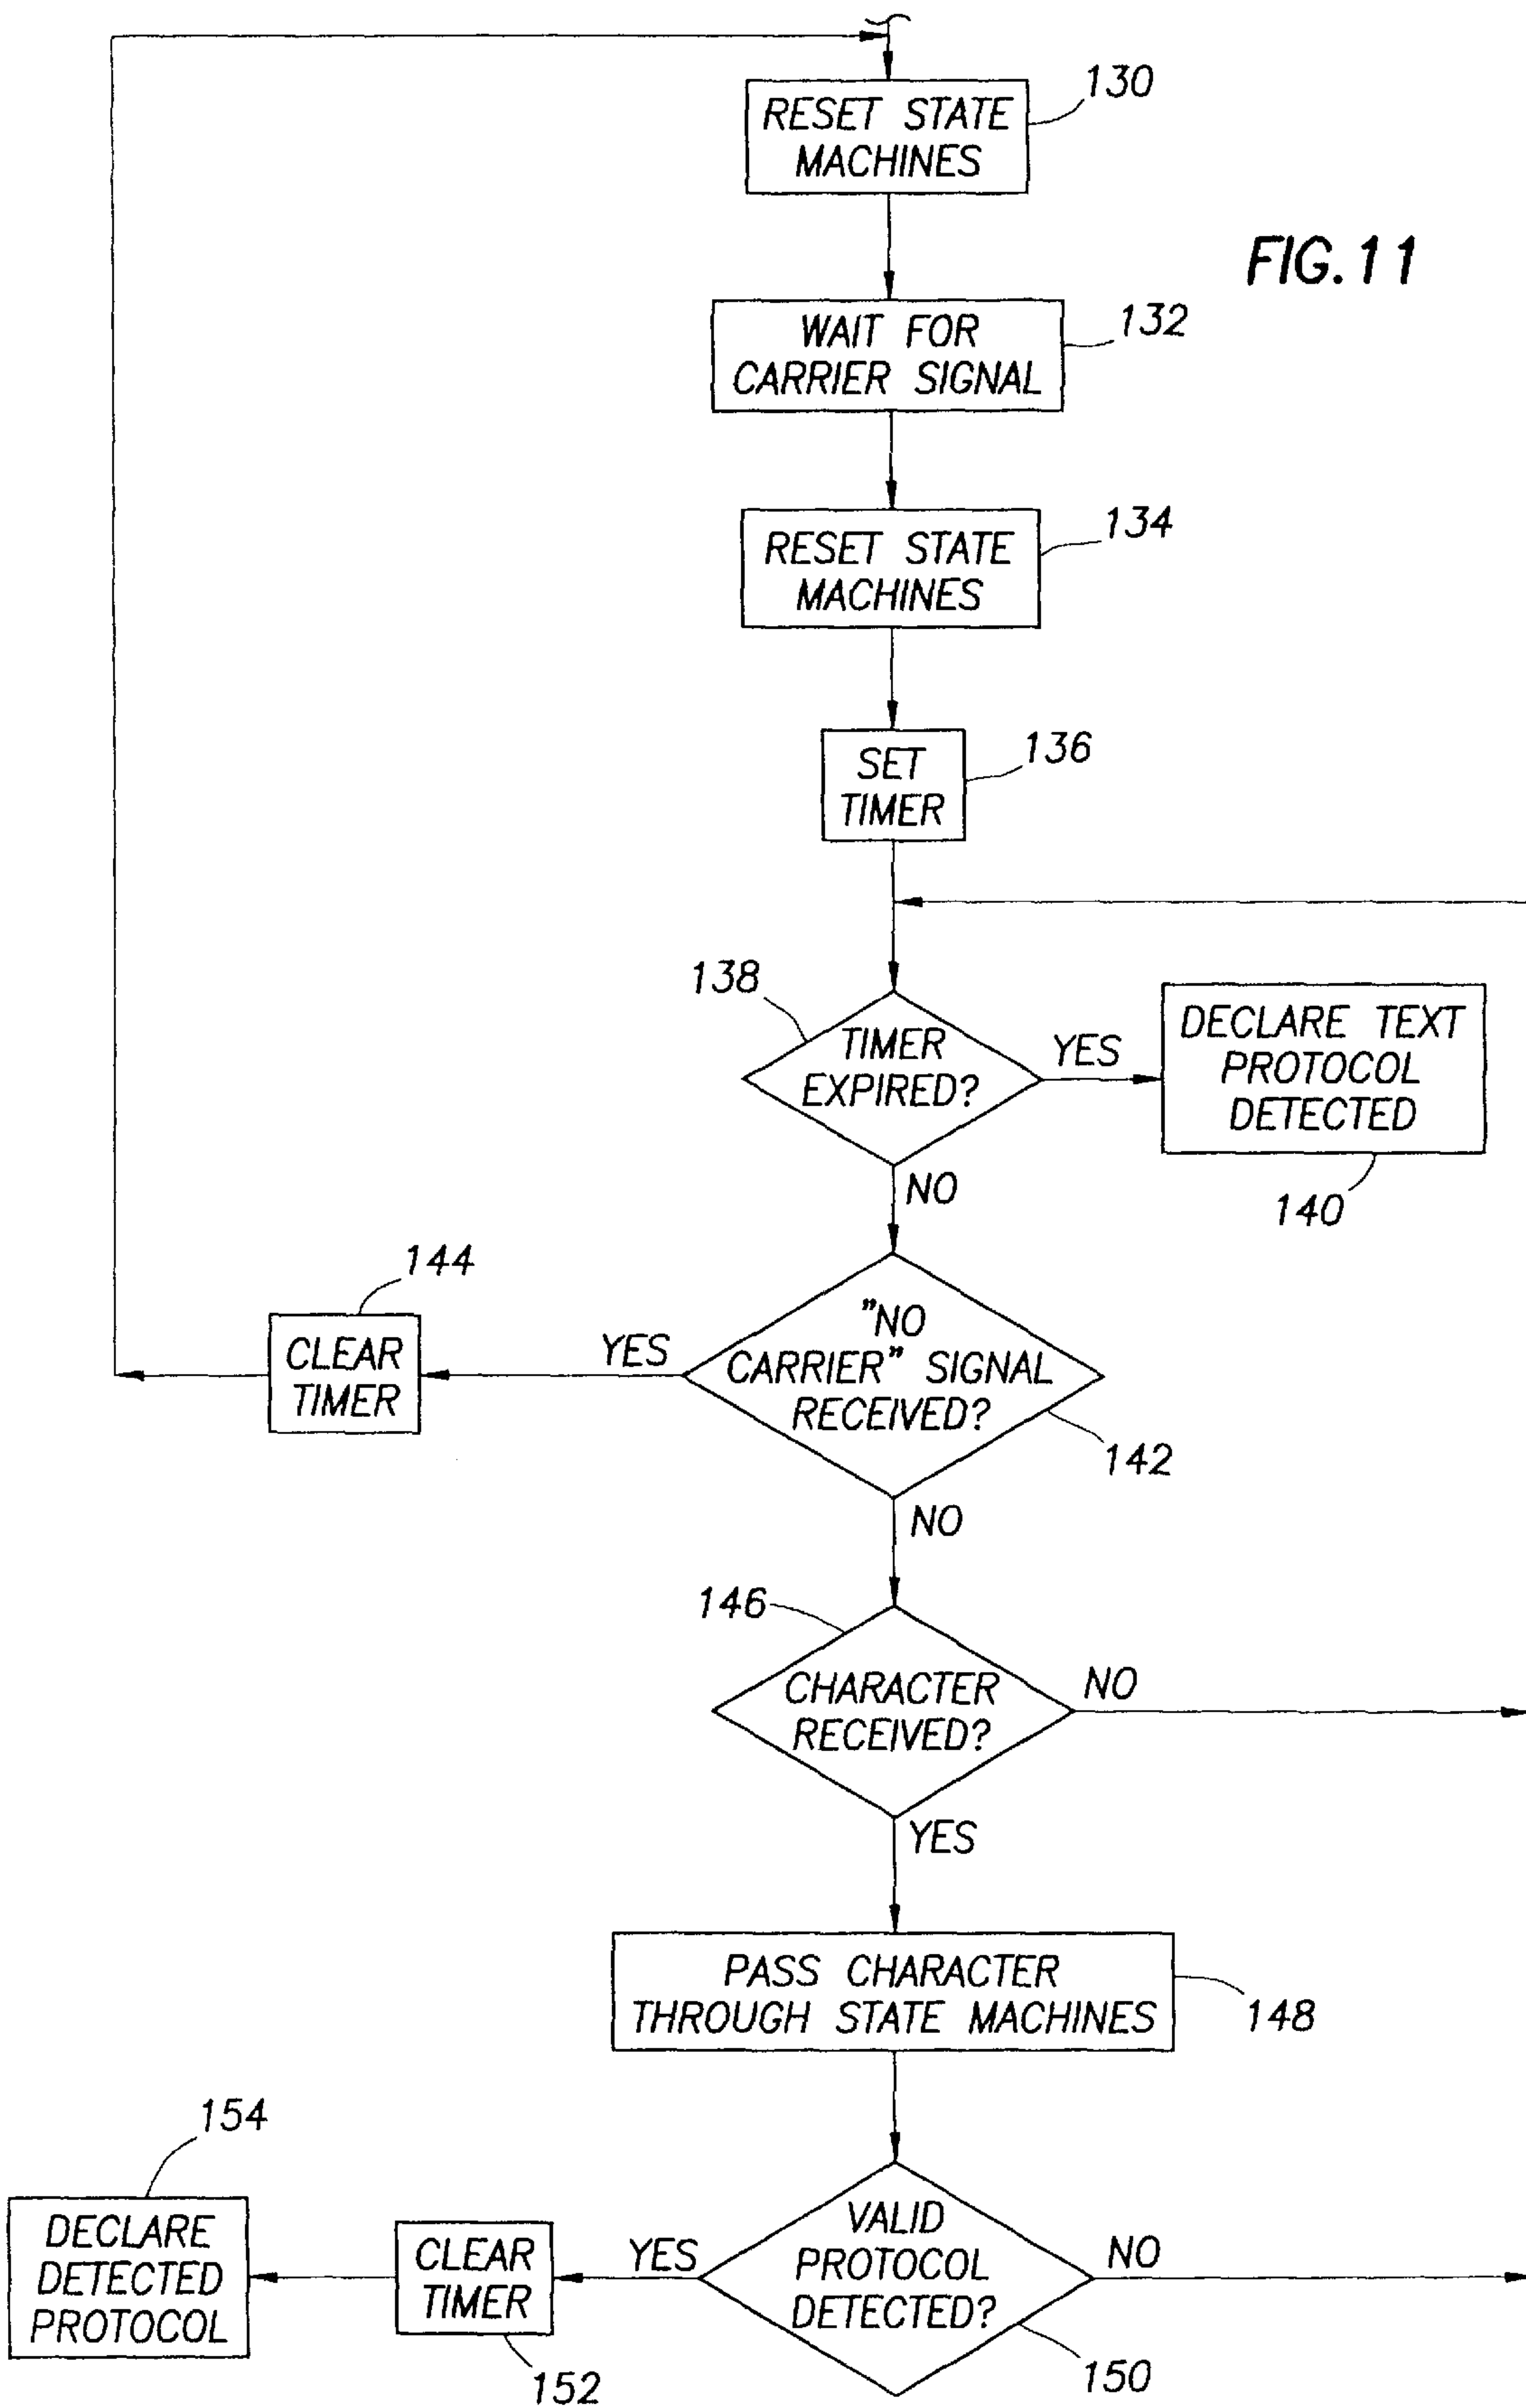 130
RESET STATE
MACHINES
FIG. 11
WAIT FOR
CARRIER SIGNAL
132
134
RESET STATE
MACHINES
SET
TIMER
136
138
TIMER
EXPIRED?
YES
DECLARE TEXT
PROTOCOL
DETECTED
NO
140
144
CLEAR
TIMER
YES
"NO
CARRIER" SIGNAL
RECEIVED?
142
NO
146
CHARACTER
RECEIVED?
NO
YES
PASS CHARACTER
THROUGH STATE MACHINES
148
154
DECLARE
DETECTED
PROTOCOL
CLEAR
TIMER
152
YES
VALID
PROTOCOL
DETECTED?
NO
150